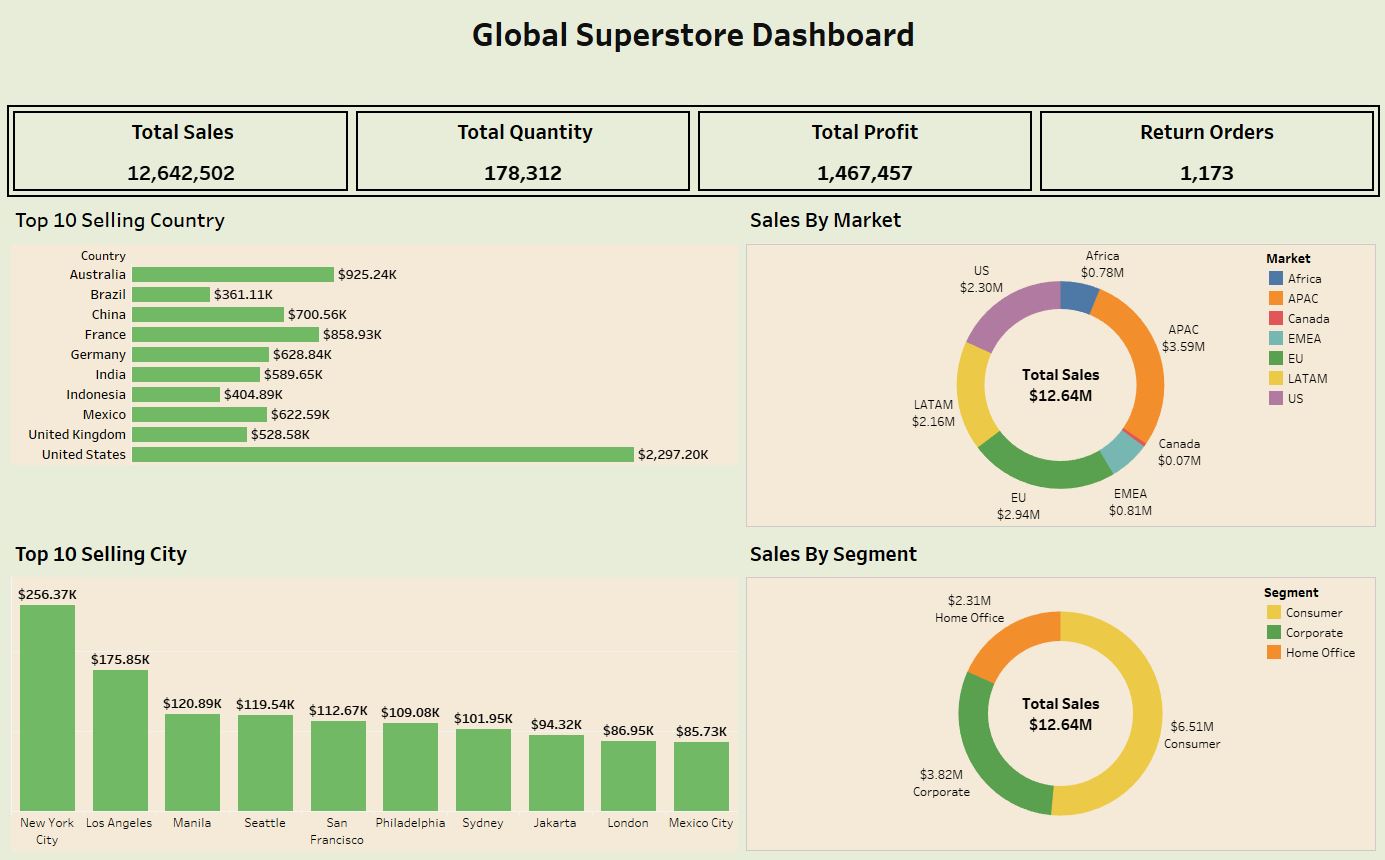 Global Superstore Dashboard
Total Sales
12,642,502
Total Quantity
178,312
Total Profit
1,467,457
Return Orders
1,173
Top 10 Selling Country
Country
Australia $925.24K
Brazil $361.11K
China $700.56K
France $858.93K
Germany $628.84K
India $589.65K
Indonesia $404.89K
Mexico $622.59K
United Kingdom $528.58K
United States $2,297.20K
Sales By Market
Africa
$0.78M
APAC
$3.59M
Canada
$0.07M
EMEA
$0.81M
EU
$2.94M
LATAM
$2.16M
US
$2.30M
Total Sales
$12.64M
Market
Africa
APAC
Canada
EMEA
EU
LATAM
US
Top 10 Selling City
$256.37K
$175.85K
$120.89K
$119.54K
$112.67K
$109.08K
$101.95K
$94.32K
$86.95K
$85.73K
New York
City
Los Angeles
Manila
Seattle
San
Francisco
Philadelphia
Sydney
Jakarta
London
Mexico City
Sales By Segment
$2.31M
Home Office
$6.51M
Consumer
$3.82M
Corporate
Total Sales
$12.64M
Segment
Consumer
Corporate
Home Office